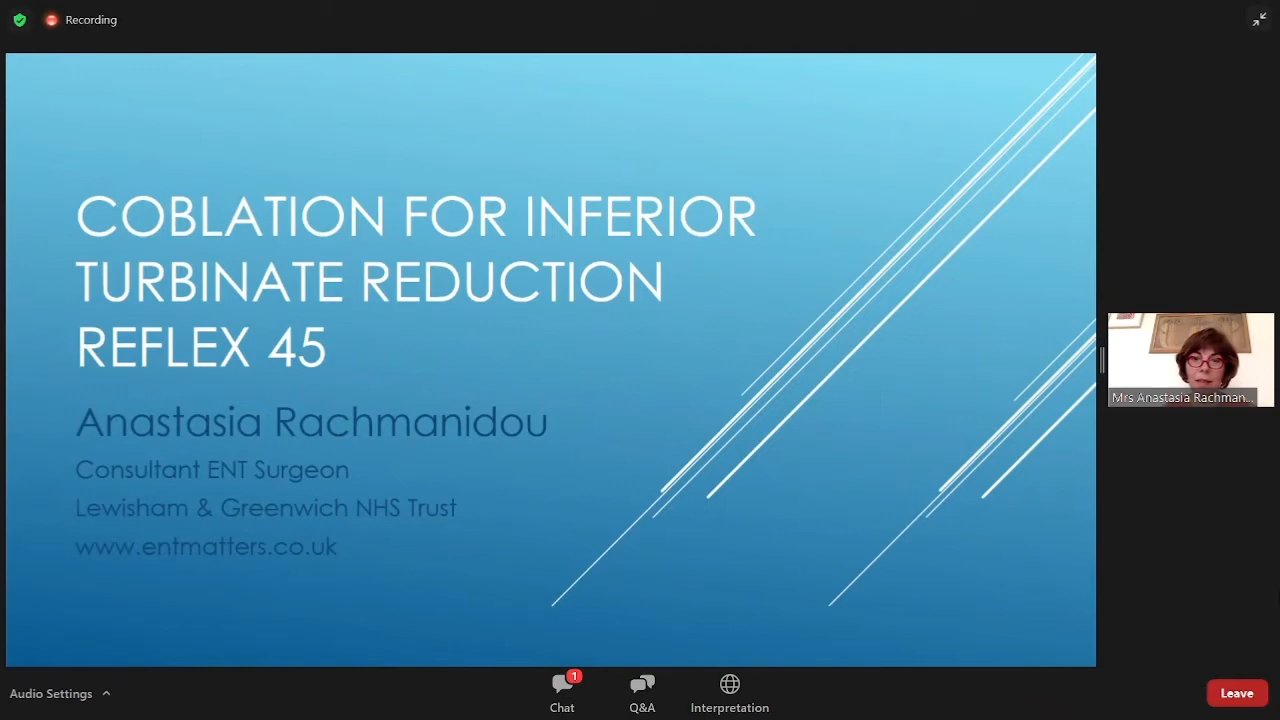 Recording
COBLATION FOR INFERIOR
TURBINATE REDUCTION
REFLEX 45
Anastasia Rachmanidou
Consultant ENT Surgeon
Lewisham & Greenwich NHS Trust
www.entmatters.co.uk
Mrs Anastasia Rachman...
Audio Settings
1
Chat
Q&A
Interpretation
Leave